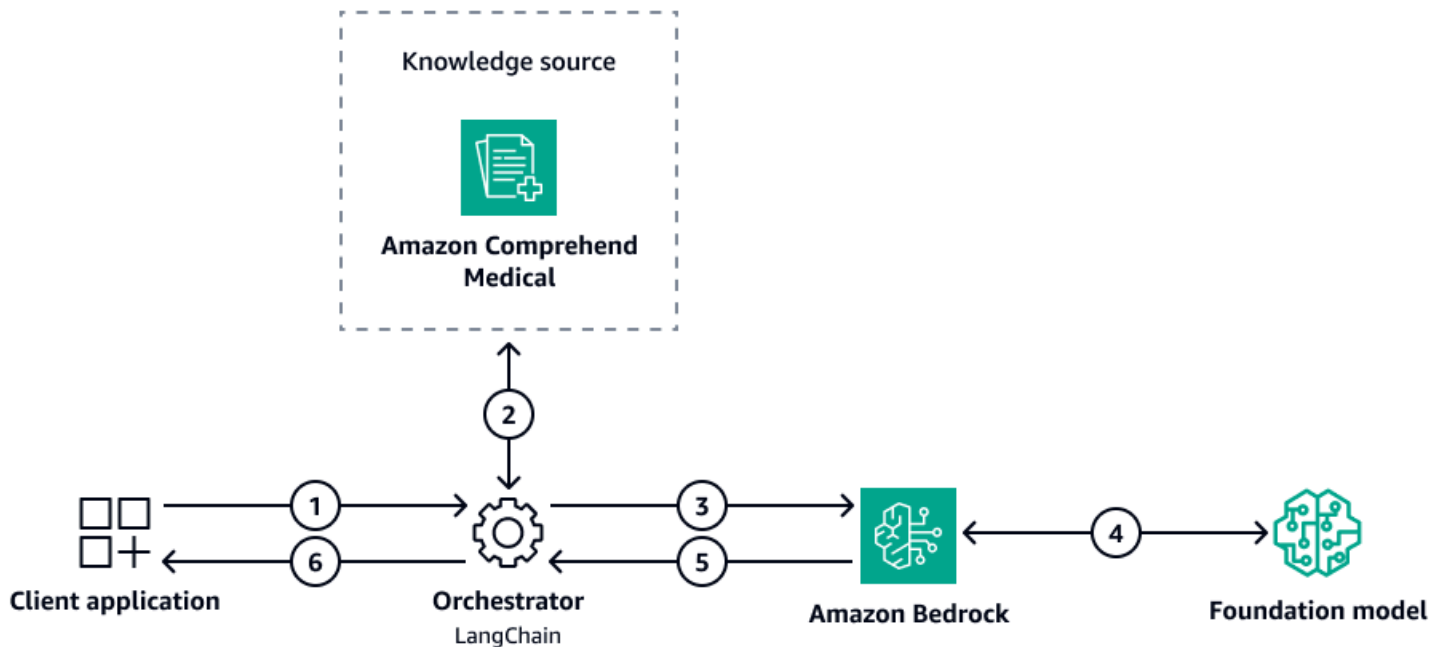 Knowledge source
Amazon Comprehend
Medical
2
1
3
4
6
5
Client application
Orchestrator
LangChain
Amazon Bedrock
Foundation model